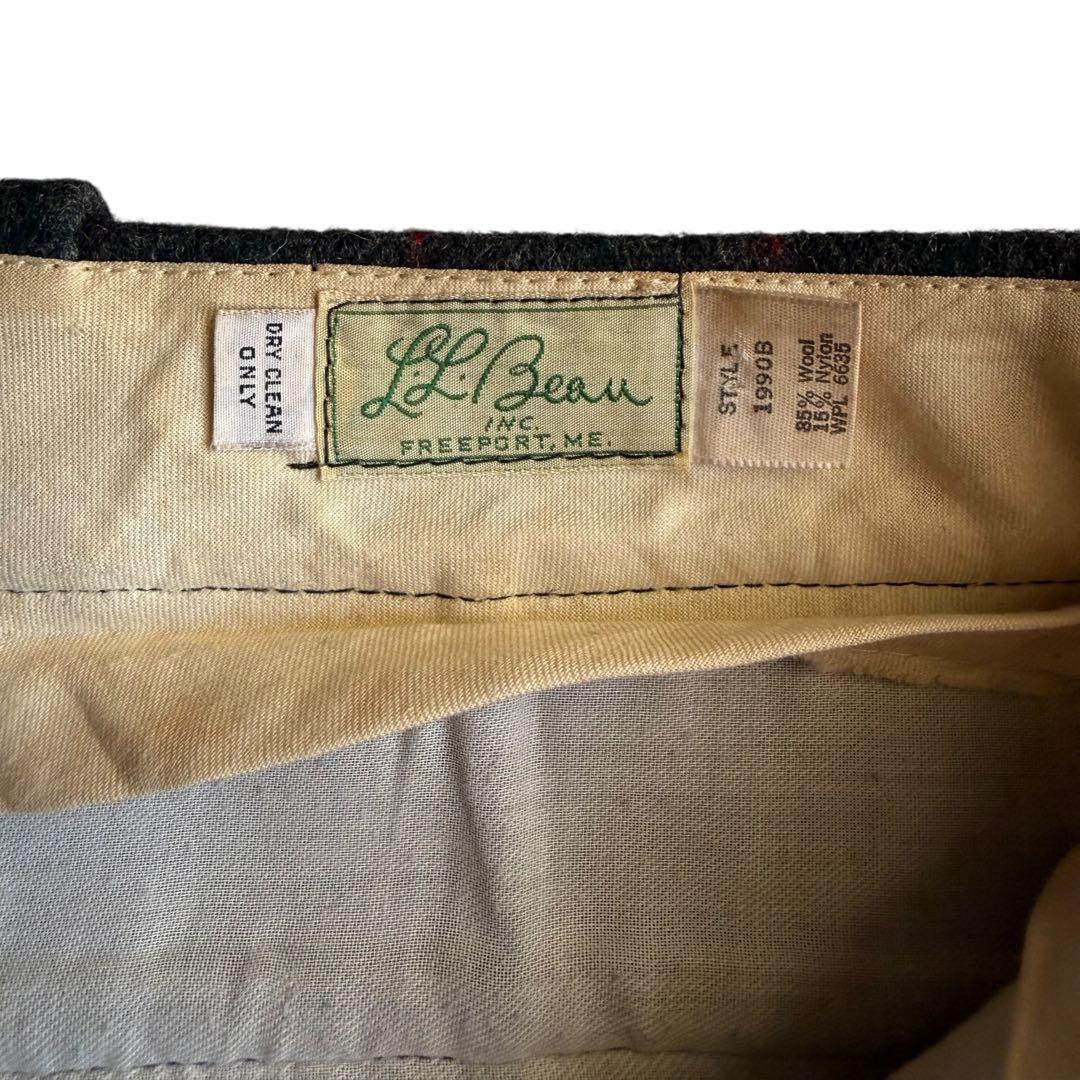 DRY CLEAN
ONLY
L.L. Bean
INC.
FREEPORT, ME.
STYLE
1990B
85% Wool
15% Nylon
WPL 6635